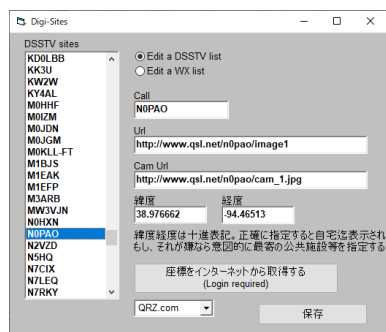 Digi-Sites
DSSTV sites
KD0LBB
KK3U
KW2W
KY4AL
M0HHF
M0IZM
M0JDN
M0JGM
M0KLL-FT
M1BJS
M1EAK
M1EFP
M3ARB
MW3VJN
N0HXN
N0PAO
N2VZD
N5HQ
N7CIX
N7LEQ
N7RKY
Edit a DSSTV list
Edit a WX list
Call
N0PAO
Url
http://www.qsl.net/n0pao/image1
Cam Url
http://www.qsl.net/n0pao/cam_1.jpg
緯度 経度
38.976662 -94.46513
緯度経度は十進表記。正確に指定すると自宅迄表示され
もし、それが嫌なら意図的に最寄の公共施設等を指定する
座標をインターネットから取得する
(Login required)
QRZ.com
保存